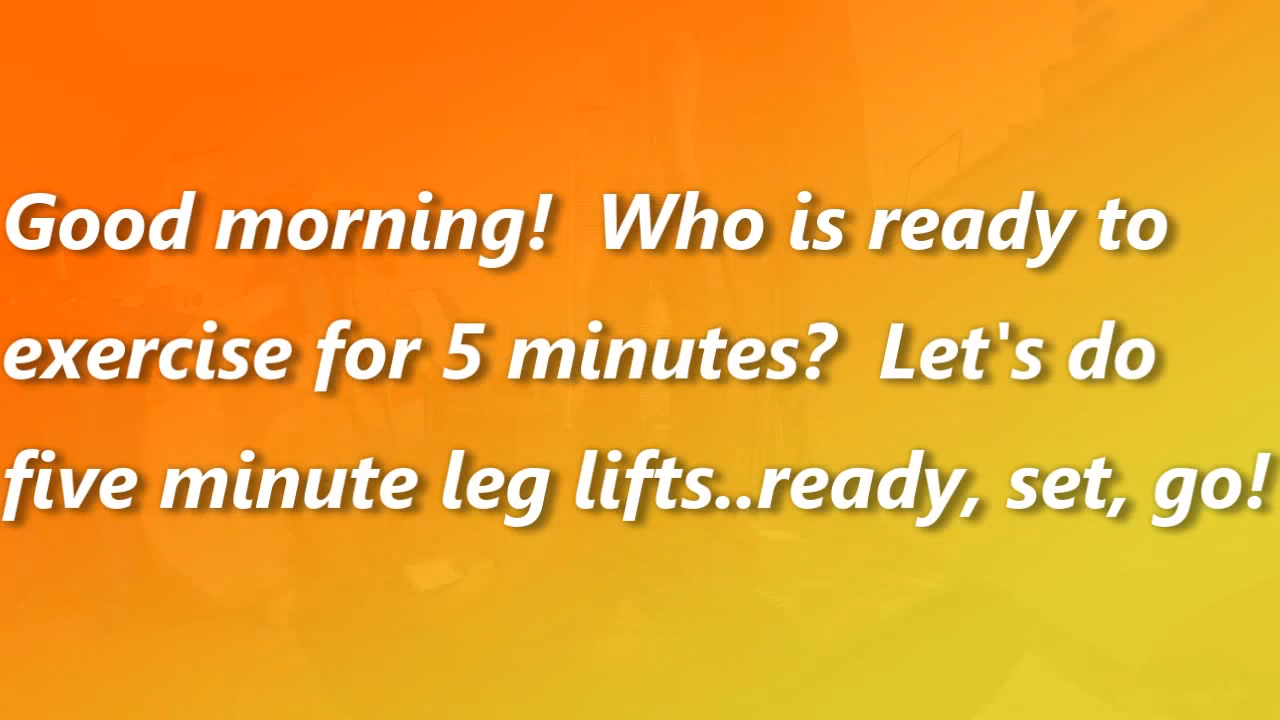 Good morning!  Who is ready to
exercise for 5 minutes?  Let's do
five minute leg lifts..ready, set, go!